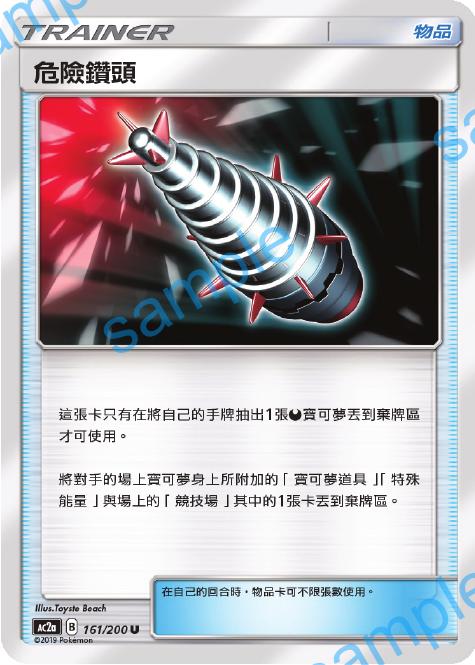 TRAINER
物品
危險鑽頭
sample
sample
sample
sample
sample
這張卡只有在將自己的手牌抽出1張寶可夢丟到棄牌區
才可使用。
將對手的場上寶可夢身上所附加的「寶可夢道具」「特殊
能量」與場上的「競技場」其中的1張卡丟到棄牌區。
在自己的回合時，物品卡可不限張數使用。
Illus.Toyste Beach
AC2a B 161/200 U
©2019 Pokémon